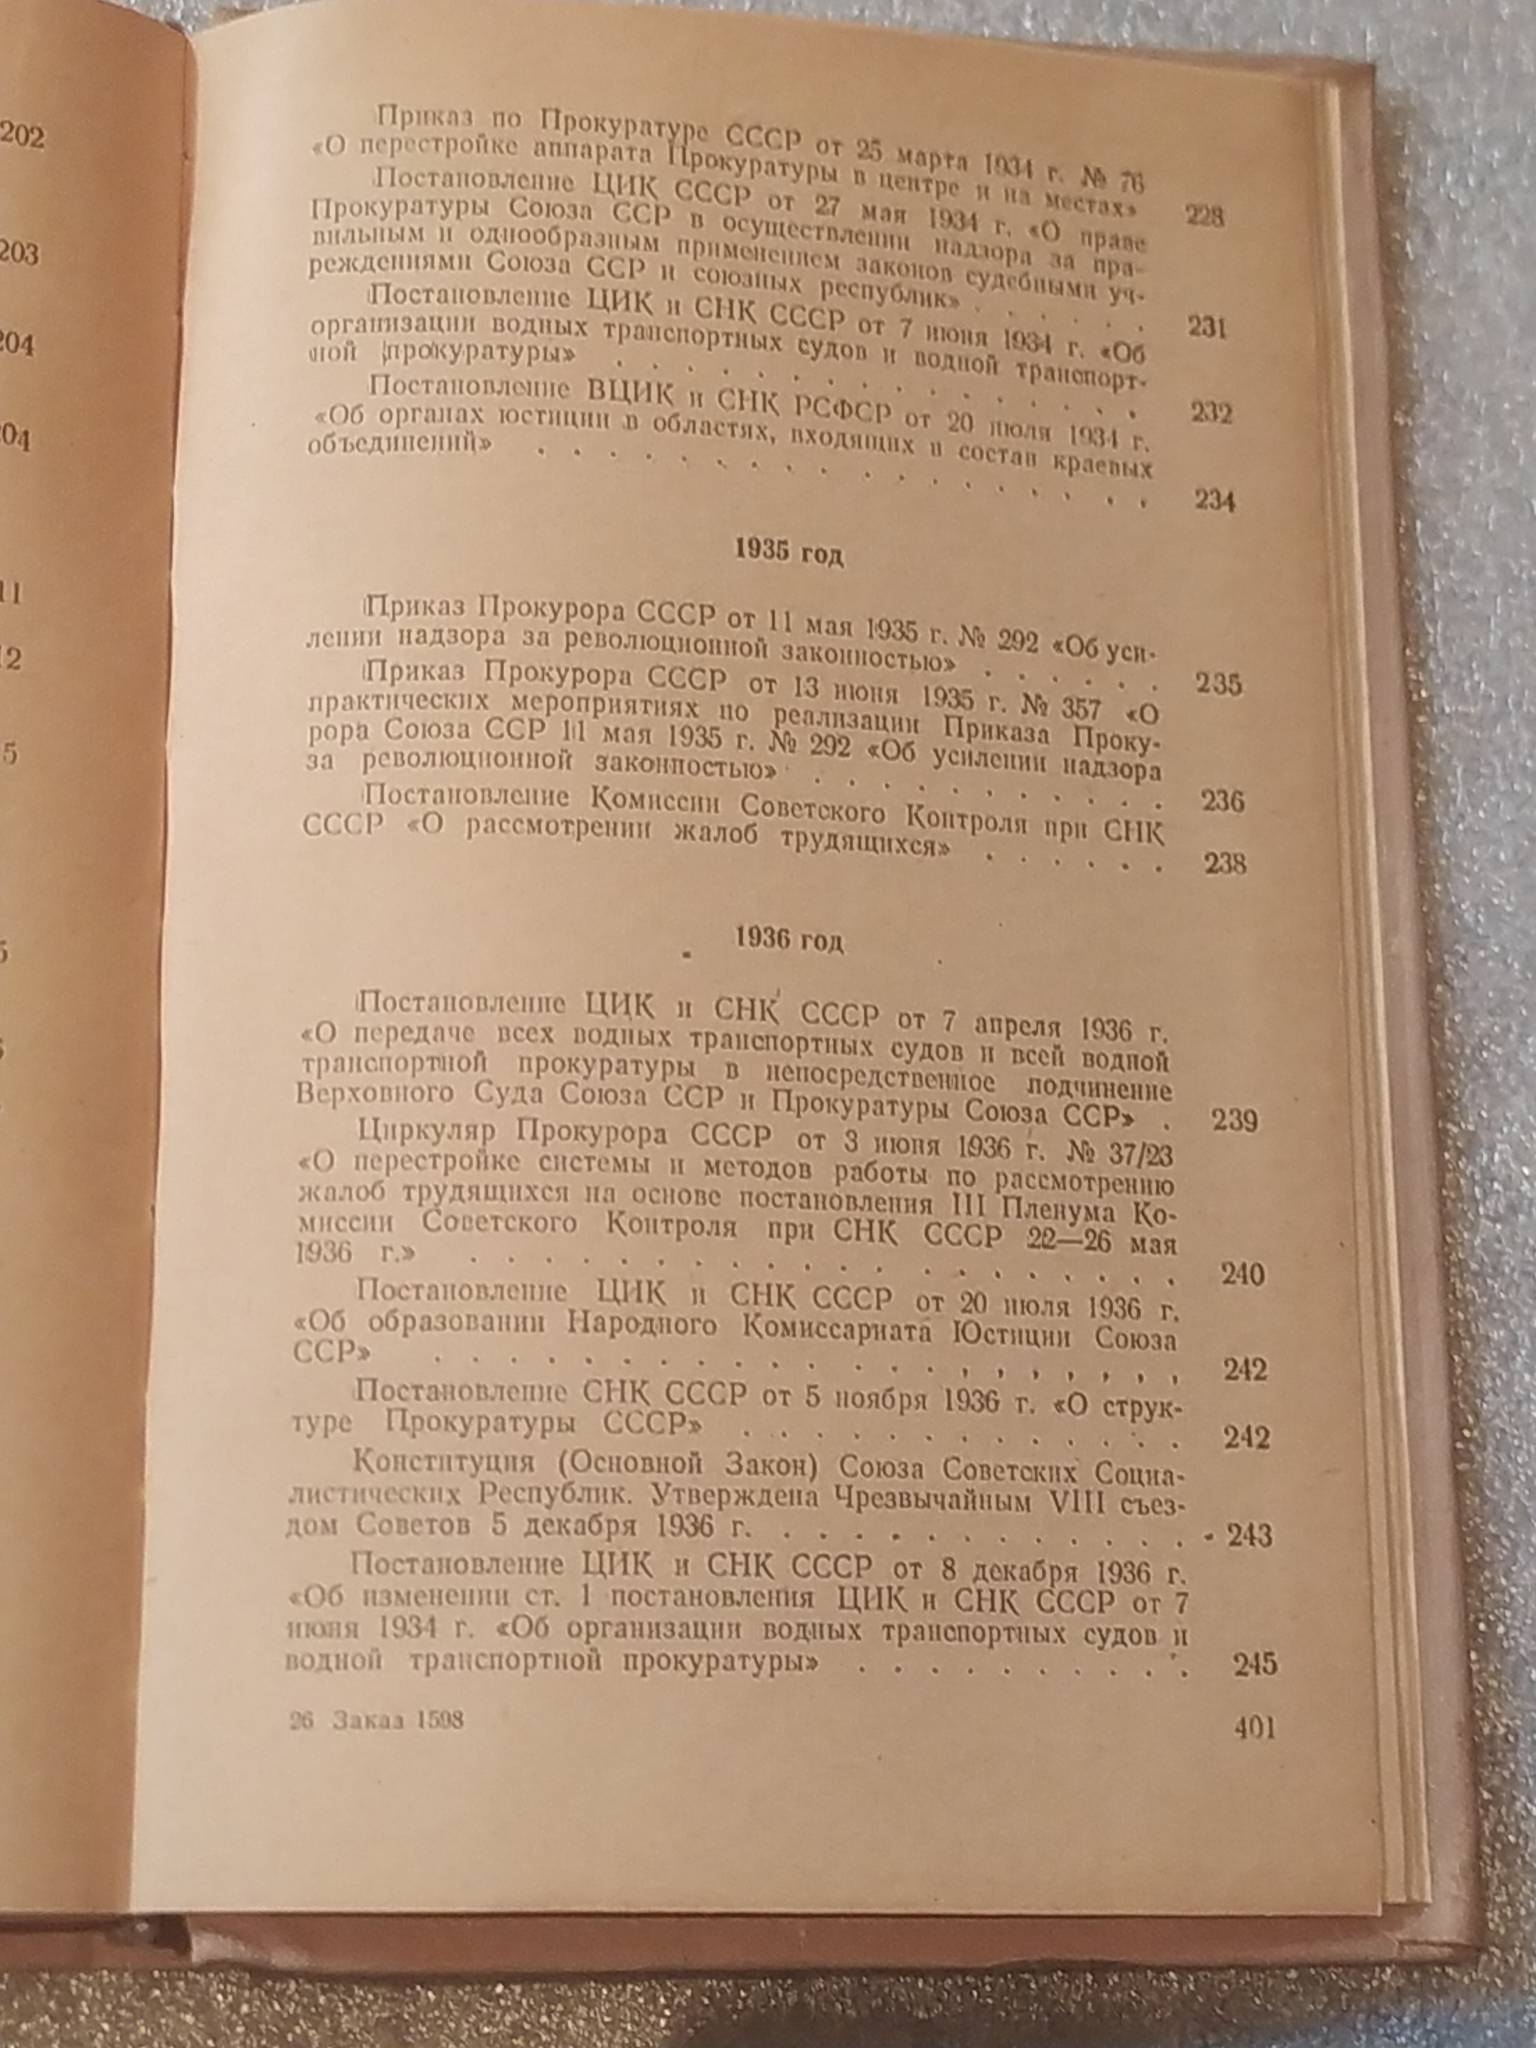 202
203
204
204
11
12
5
5
Приказ по Прокуратуре СССР от 25 марта 1934 г. № 76
«О перестройке аппарата Прокуратуры в центре и на местах» 228
Постановление ЦИК СССР от 27 мая 1934 г. «О праве
Прокуратуры Союза ССР в осуществлении надзора за пра-
вильным и однообразным применением законов судебными уч-
реждениями Союза ССР и союзных республик» . . . . . . 231
Постановление ЦИК и СНК СССР от 7 июня 1934 г. «Об
организации водных транспортных судов и водной транспорт-
ной прокуратуры» . . . . . . . . . . . . . . . 232
Постановление ВЦИК и СНК РСФСР от 20 июля 1934 г.
«Об органах юстиции в областях, входящих в состав краевых
объединений» . . . . . . . . . . . . . . . . . 234
1935 год
Приказ Прокурора СССР от 11 мая 1935 г. № 292 «Об уси-
лении надзора за революционной законностью» . . . . . . 235
Приказ Прокурора СССР от 13 июня 1935 г. № 357 «О
практических мероприятиях по реализации Приказа Проку-
рора Союза ССР 11 мая 1935 г. № 292 «Об усилении надзора
за революционной законностью» . . . . . . . . . . 236
Постановление Комиссии Советского Контроля при СНК
СССР «О рассмотрении жалоб трудящихся» . . . . . . 238
1936 год
Постановление ЦИК и СНК СССР от 7 апреля 1936 г.
«О передаче всех водных транспортных судов и всей водной
транспортной прокуратуры в непосредственное подчинение
Верховного Суда Союза ССР и Прокуратуры Союза ССР» . 239
Циркуляр Прокурора СССР от 3 июня 1936 г. № 37/23
«О перестройке системы и методов работы по рассмотрению
жалоб трудящихся на основе постановления III Пленума Ко-
миссии Советского Контроля при СНК СССР 22—26 мая
1936 г.» . . . . . . . . . . . . . . . . . . . 240
Постановление ЦИК и СНК СССР от 20 июля 1936 г.
«Об образовании Народного Комиссариата Юстиции Союза
ССР» . . . . . . . . . . . . . . . . . . . . 242
Постановление СНК СССР от 5 ноября 1936 г. «О струк-
туре Прокуратуры СССР» . . . . . . . . . . . . . 242
Конституция (Основной Закон) Союза Советских Социа-
листических Республик. Утверждена Чрезвычайным VIII съез-
дом Советов 5 декабря 1936 г. . . . . . . . . . . . . 243
Постановление ЦИК и СНК СССР от 8 декабря 1936 г.
«Об изменении ст. 1 постановления ЦИК и СНК СССР от 7
июня 1934 г. «Об организации водных транспортных судов и
водной транспортной прокуратуры» . . . . . . . . . . 245
26 Заказ 1598
401